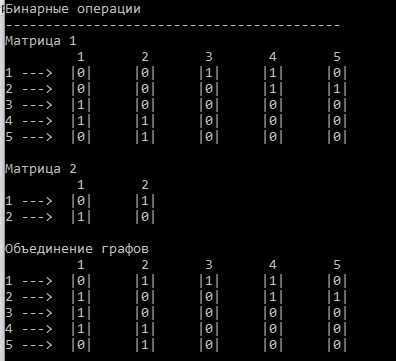 Бинарные операции
------------------------------------------
Матрица 1
         1       2       3       4       5
1 --->  |0|     |0|     |1|     |1|     |0|
2 --->  |0|     |0|     |0|     |1|     |1|
3 --->  |1|     |0|     |0|     |0|     |0|
4 --->  |1|     |1|     |0|     |0|     |0|
5 --->  |0|     |1|     |0|     |0|     |0|

Матрица 2
         1       2
1 --->  |0|     |1|
2 --->  |1|     |0|

Объединение графов
         1       2       3       4       5
1 --->  |0|     |1|     |1|     |1|     |0|
2 --->  |1|     |0|     |0|     |1|     |1|
3 --->  |1|     |0|     |0|     |0|     |0|
4 --->  |1|     |1|     |0|     |0|     |0|
5 --->  |0|     |1|     |0|     |0|     |0|